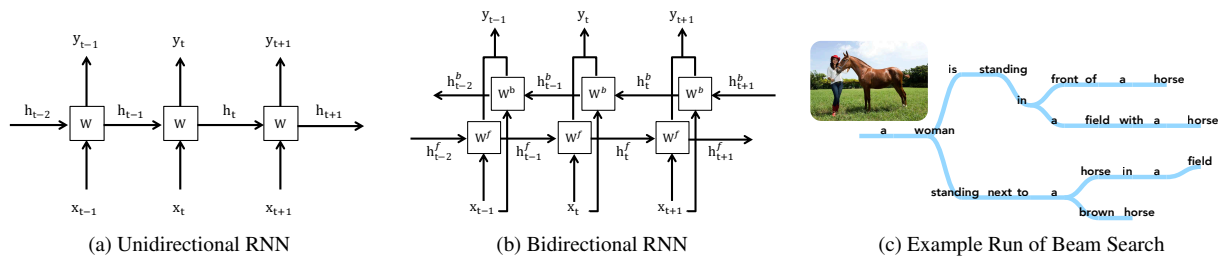 y_{t-1} y_t y_{t+1}
h_{t-2} W h_{t-1} W h_t W h_{t+1}
x_{t-1} x_t x_{t+1}
(a) Unidirectional RNN
y_{t-1} y_t y_{t+1}
h^b_{t-2} W^b h^b_{t-1} W^b h^b_t W^b h^b_{t+1}
h^f_{t-2} W^f h^f_{t-1} W^f h^f_t W^f h^f_{t+1}
x_{t-1} x_t x_{t+1}
(b) Bidirectional RNN
a woman
is standing
in
front of a horse
a field with a horse
standing next to a
horse in a field
brown horse
(c) Example Run of Beam Search